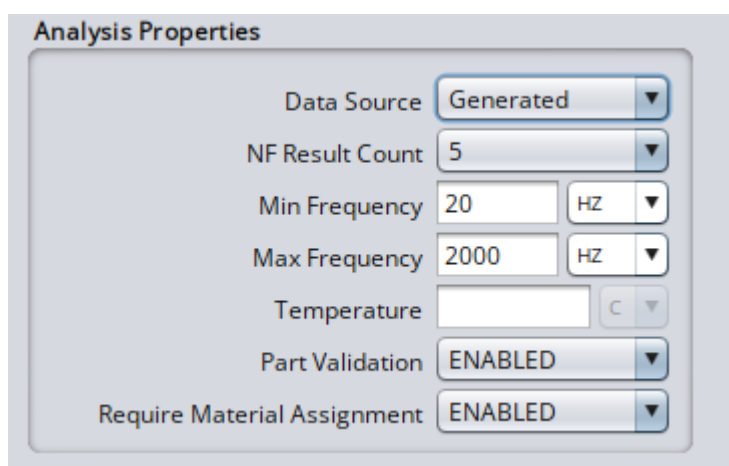 Analysis Properties
Data Source Generated
NF Result Count 5
Min Frequency 20 HZ
Max Frequency 2000 HZ
Temperature C
Part Validation ENABLED
Require Material Assignment ENABLED